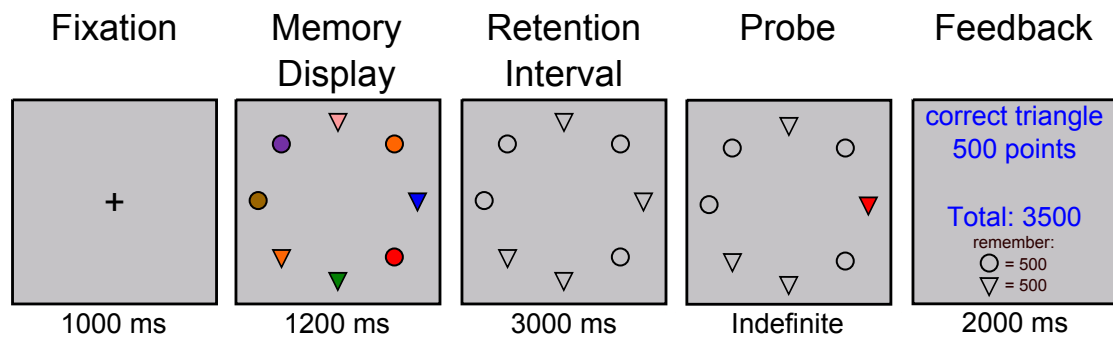 Fixation
Memory
Display
Retention
Interval
Probe
Feedback
+
correct triangle
500 points
Total: 3500
remember:
= 500
= 500
1000 ms
1200 ms
3000 ms
Indefinite
2000 ms